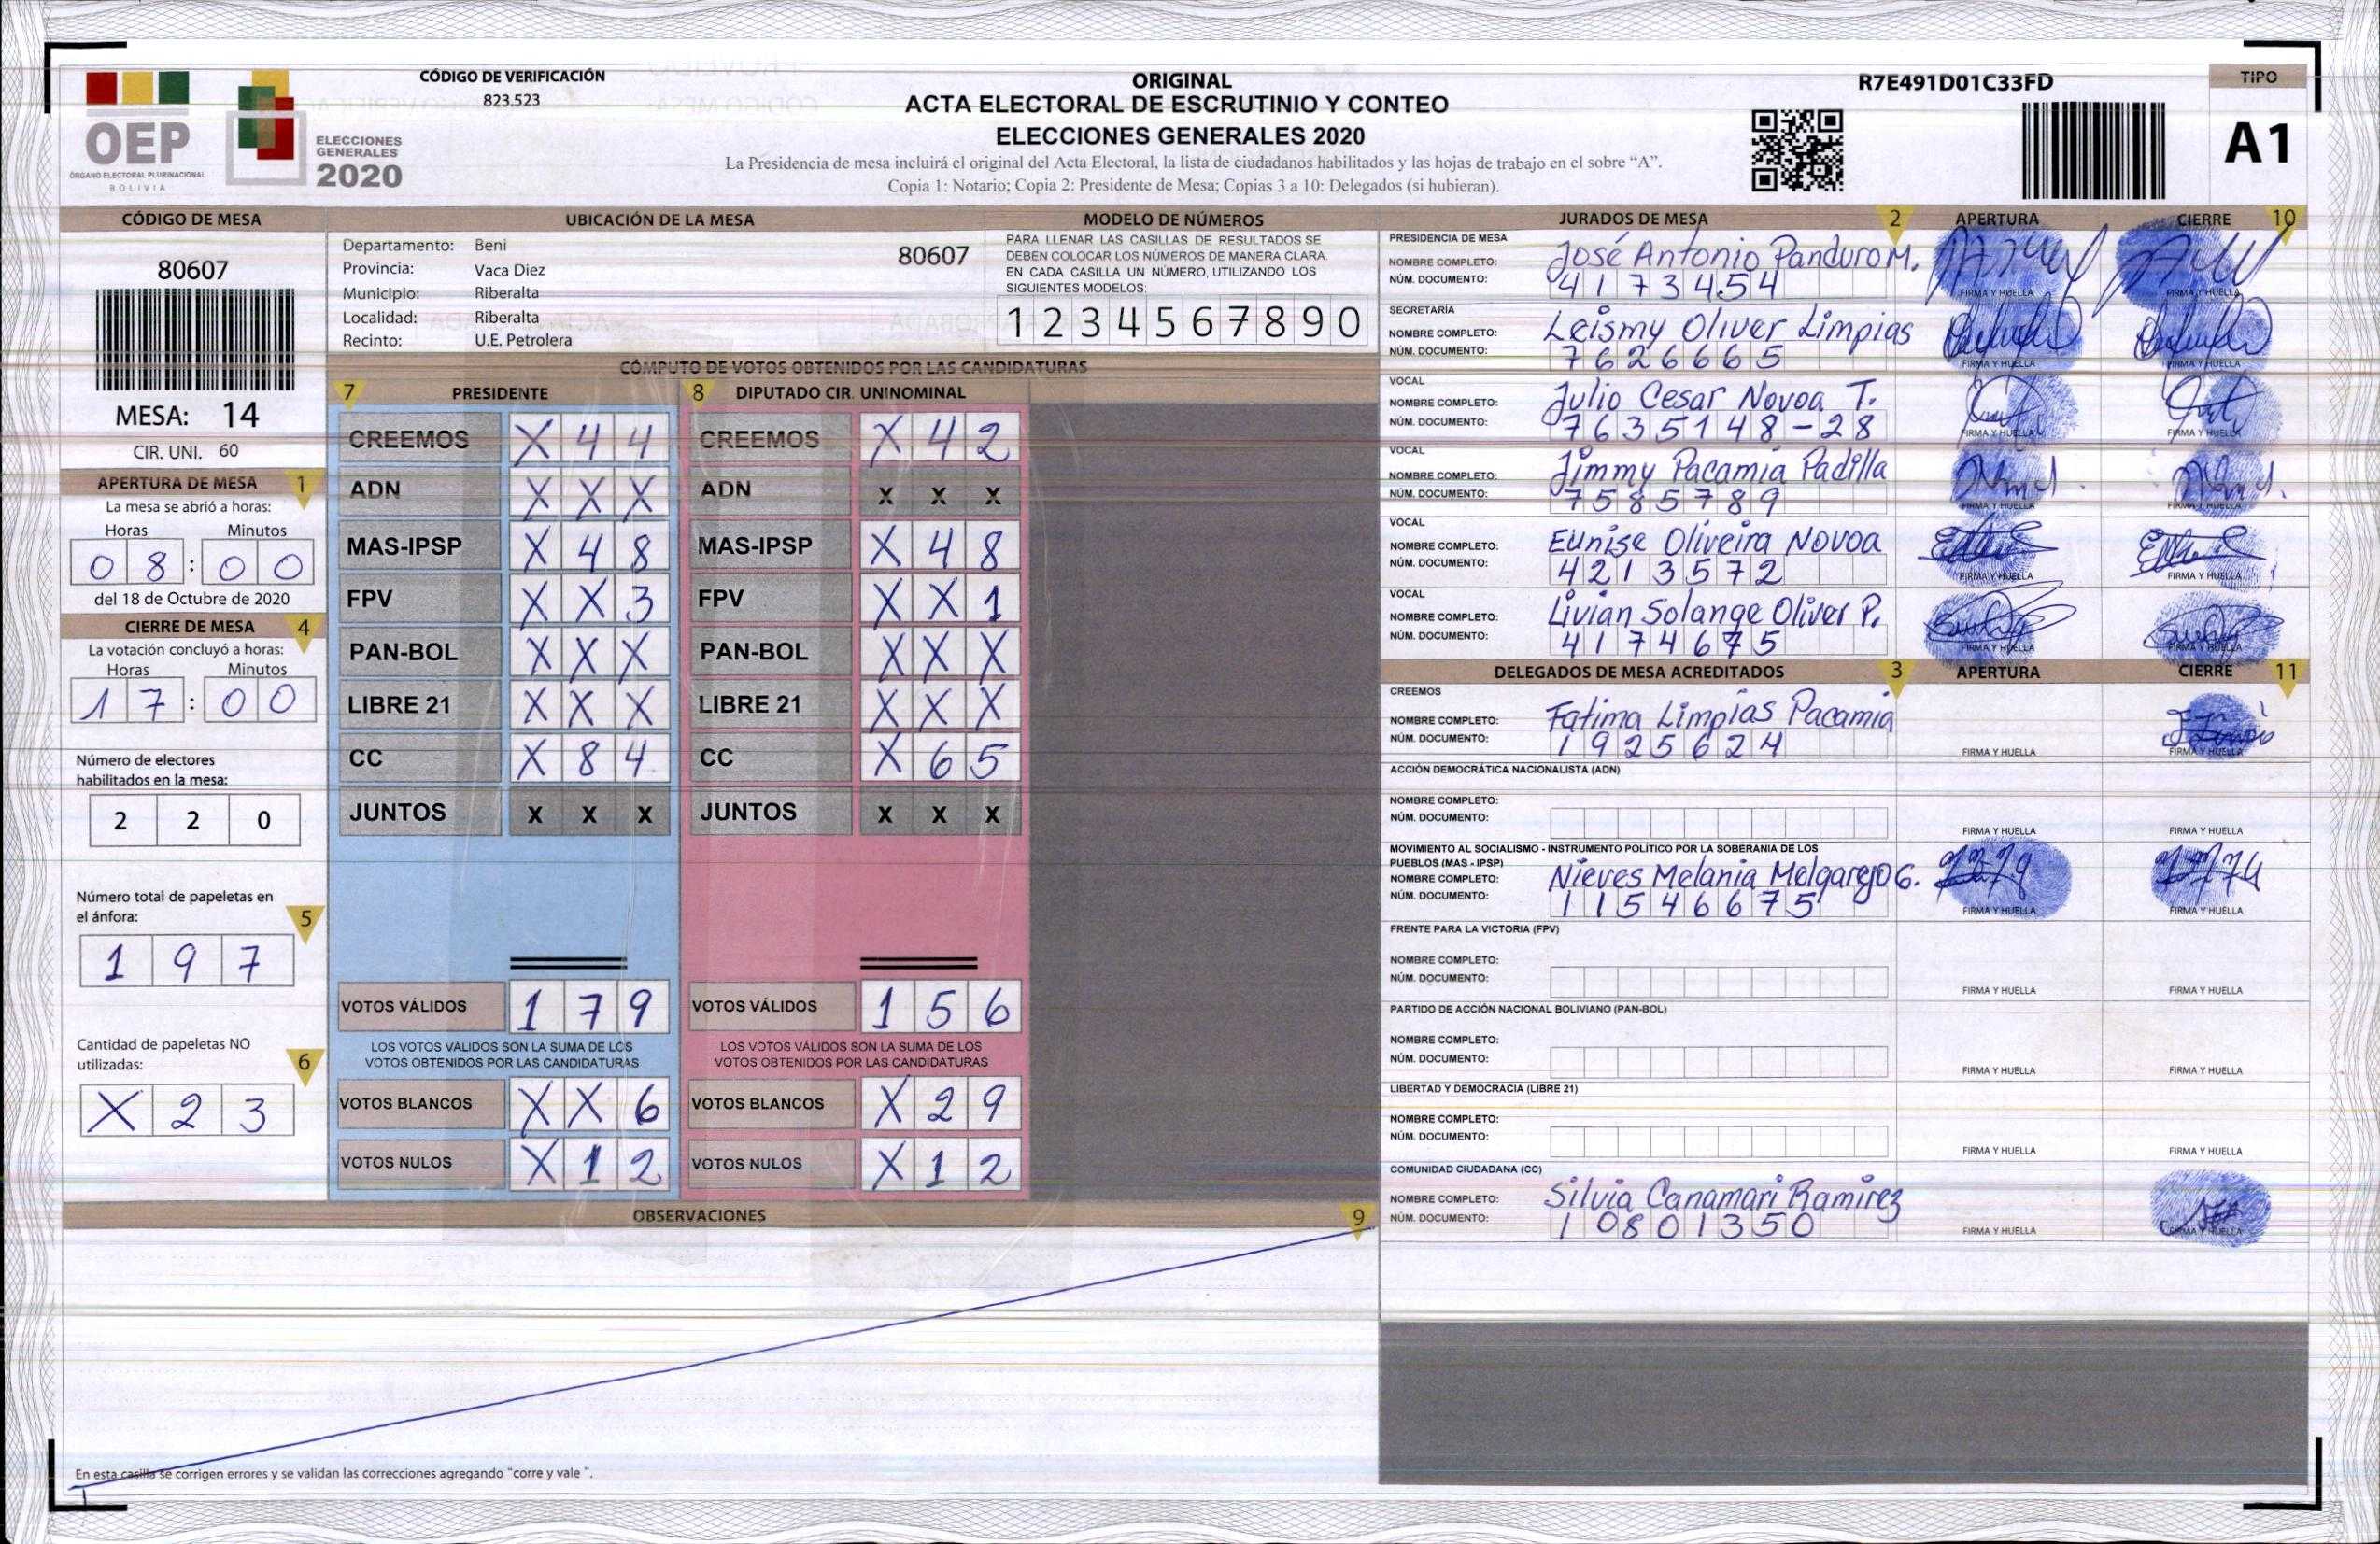 CÓDIGO DE VERIFICACIÓN
823.523
ORIGINAL
ACTA ELECTORAL DE ESCRUTINIO Y CONTEO
ELECCIONES GENERALES 2020
La Presidencia de mesa incluirá el original del Acta Electoral, la lista de ciudadanos habilitados y las hojas de trabajo en el sobre “A”.
Copia 1: Notario; Copia 2: Presidente de Mesa; Copias 3 a 10: Delegados (si hubieran).
R7E491D01C33FD
TIPO
A1
OEP
ÓRGANO ELECTORAL PLURINACIONAL
BOLIVIA
ELECCIONES
GENERALES
2020
CÓDIGO DE MESA
80607
MESA: 14
CIR. UNI. 60
APERTURA DE MESA 1
La mesa se abrió a horas:
Horas Minutos
0 8 : 0 0
del 18 de Octubre de 2020
CIERRE DE MESA 4
La votación concluyó a horas:
Horas Minutos
1 7 : 0 0
Número de electores
habilitados en la mesa:
2 2 0
Número total de papeletas en
el ánfora: 5
1 9 7
Cantidad de papeletas NO
utilizadas: 6
X 2 3
UBICACIÓN DE LA MESA
Departamento: Beni
80607
Provincia: Vaca Diez
Municipio: Riberalta
Localidad: Riberalta
Recinto: U.E. Petrolera
MODELO DE NÚMEROS
PARA LLENAR LAS CASILLAS DE RESULTADOS SE
DEBEN COLOCAR LOS NÚMEROS DE MANERA CLARA.
EN CADA CASILLA UN NÚMERO, UTILIZANDO LOS
SIGUIENTES MODELOS:
1 2 3 4 5 6 7 8 9 0
CÓMPUTO DE VOTOS OBTENIDOS POR LAS CANDIDATURAS
7 PRESIDENTE
CREEMOS X 4 4
ADN X X X
MAS-IPSP X 4 8
FPV X X 3
PAN-BOL X X X
LIBRE 21 X X X
CC X 8 4
JUNTOS X X X
VOTOS VÁLIDOS 1 7 9
LOS VOTOS VÁLIDOS SON LA SUMA DE LOS
VOTOS OBTENIDOS POR LAS CANDIDATURAS
VOTOS BLANCOS X X 6
VOTOS NULOS X 1 2
8 DIPUTADO CIR. UNINOMINAL
CREEMOS X 4 2
ADN X X X
MAS-IPSP X 4 8
FPV X X 1
PAN-BOL X X X
LIBRE 21 X X X
CC X 6 5
JUNTOS X X X
VOTOS VÁLIDOS 1 5 6
LOS VOTOS VÁLIDOS SON LA SUMA DE LOS
VOTOS OBTENIDOS POR LAS CANDIDATURAS
VOTOS BLANCOS X 2 9
VOTOS NULOS X 1 2
OBSERVACIONES 9
En esta casilla se corrigen errores y se validan las correcciones agregando “corre y vale ”.
JURADOS DE MESA 2 APERTURA CIERRE 10
PRESIDENCIA DE MESA
NOMBRE COMPLETO: José Antonio Panduro M.
NÚM. DOCUMENTO: 4173454
FIRMA Y HUELLA FIRMA Y HUELLA
SECRETARÍA
NOMBRE COMPLETO: Leismy Oliver Limpias
NÚM. DOCUMENTO: 7626665
FIRMA Y HUELLA FIRMA Y HUELLA
VOCAL
NOMBRE COMPLETO: Julio Cesar Novoa T.
NÚM. DOCUMENTO: 7635148-28
FIRMA Y HUELLA FIRMA Y HUELLA
VOCAL
NOMBRE COMPLETO: Jimmy Pacamia Padilla
NÚM. DOCUMENTO: 7585789
FIRMA Y HUELLA FIRMA Y HUELLA
VOCAL
NOMBRE COMPLETO: Eunise Oliveira Novoa
NÚM. DOCUMENTO: 4213572
FIRMA Y HUELLA FIRMA Y HUELLA
VOCAL
NOMBRE COMPLETO: Livian Solange Oliver P.
NÚM. DOCUMENTO: 4174675
FIRMA Y HUELLA FIRMA Y HUELLA
DELEGADOS DE MESA ACREDITADOS 3 APERTURA CIERRE 11
CREEMOS
NOMBRE COMPLETO: Fatima Limpias Pacamia
NÚM. DOCUMENTO: 1925624
FIRMA Y HUELLA FIRMA Y HUELLA
ACCIÓN DEMOCRÁTICA NACIONALISTA (ADN)
NOMBRE COMPLETO:
NÚM. DOCUMENTO:
FIRMA Y HUELLA FIRMA Y HUELLA
MOVIMIENTO AL SOCIALISMO - INSTRUMENTO POLÍTICO POR LA SOBERANIA DE LOS
PUEBLOS (MAS - IPSP)
NOMBRE COMPLETO: Nieves Melania Melgarejo G.
NÚM. DOCUMENTO: 11546675
FIRMA Y HUELLA FIRMA Y HUELLA
FRENTE PARA LA VICTORIA (FPV)
NOMBRE COMPLETO:
NÚM. DOCUMENTO:
FIRMA Y HUELLA FIRMA Y HUELLA
PARTIDO DE ACCIÓN NACIONAL BOLIVIANO (PAN-BOL)
NOMBRE COMPLETO:
NÚM. DOCUMENTO:
FIRMA Y HUELLA FIRMA Y HUELLA
LIBERTAD Y DEMOCRACIA (LIBRE 21)
NOMBRE COMPLETO:
NÚM. DOCUMENTO:
FIRMA Y HUELLA FIRMA Y HUELLA
COMUNIDAD CIUDADANA (CC)
NOMBRE COMPLETO: Silvia Canamari Ramirez
NÚM. DOCUMENTO: 10801350
FIRMA Y HUELLA FIRMA Y HUELLA